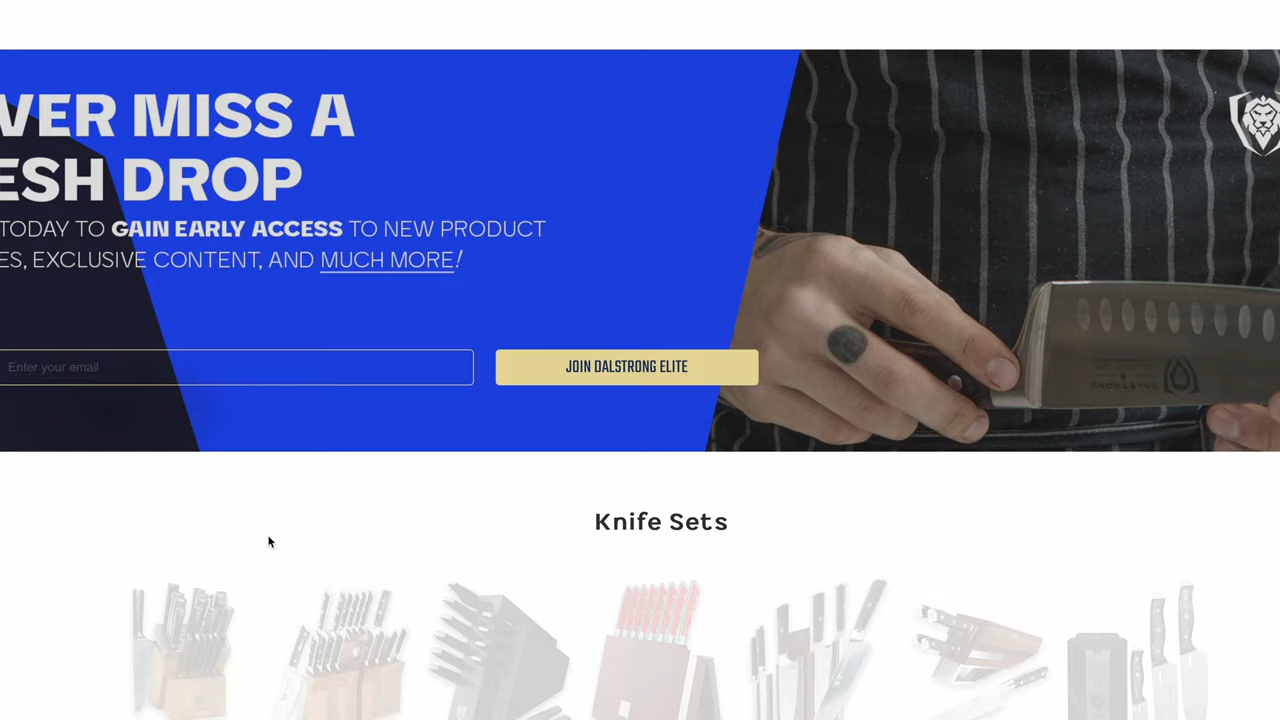 VER MISS A
ESH DROP
TODAY TO GAIN EARLY ACCESS TO NEW PRODUCT
ES, EXCLUSIVE CONTENT, AND MUCH MORE!
Enter your email
JOIN DALSTRONG ELITE
DALSTRONG
Knife Sets